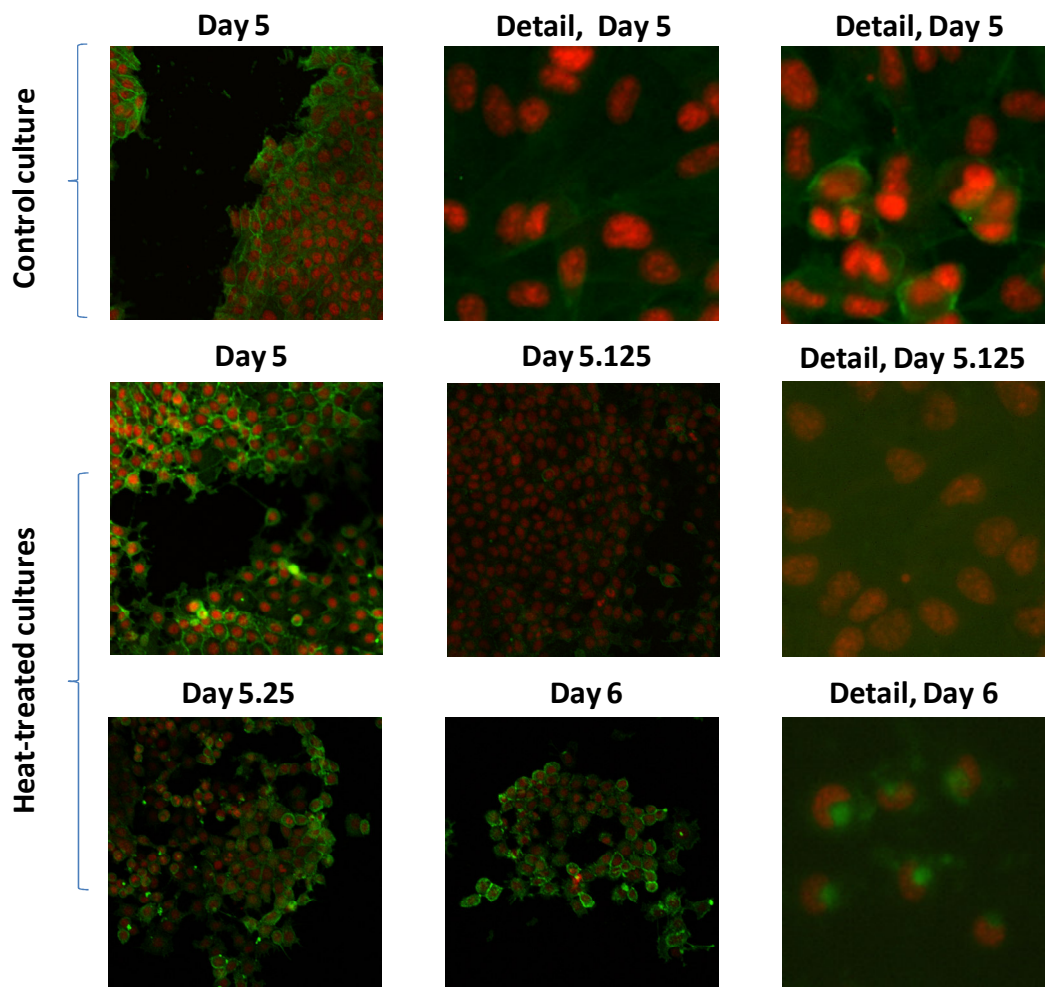 Day 5
Detail, Day 5
Detail, Day 5
Control culture
Day 5
Day 5.125
Detail, Day 5.125
Heat-treated cultures
Day 5.25
Day 6
Detail, Day 6